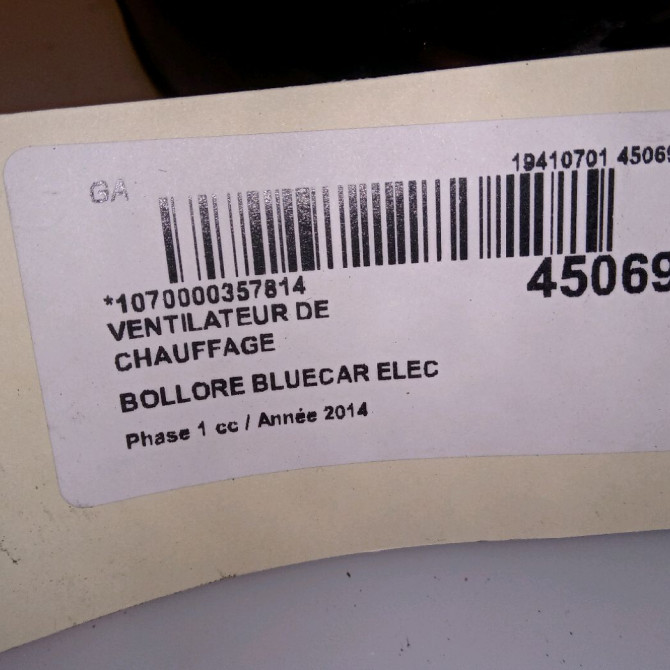 19410701 45069
GA
*1070000357814
45069
VENTILATEUR DE
CHAUFFAGE
BOLLORE BLUECAR ELEC
Phase 1 cc / Année 2014